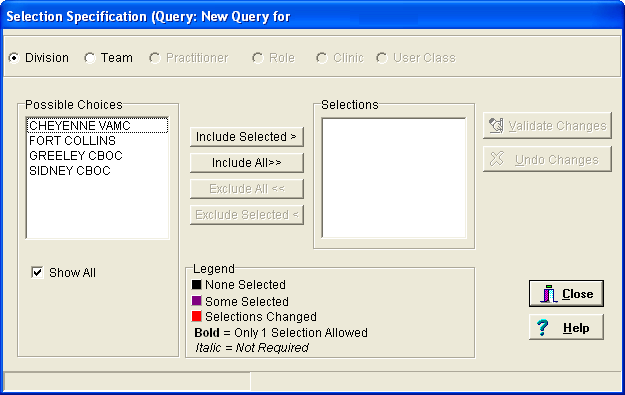 Selection Specification (Query: New Query for
Division Team Practitioner Role Clinic User Class
Possible Choices
CHEYENNE VAMC
FORT COLLINS
GREELEY CBOC
SIDNEY CBOC
Show All
Include Selected >
Include All>>
Exclude All <<
Exclude Selected <
Selections
Validate Changes
Undo Changes
Legend
None Selected
Some Selected
Selections Changed
Bold = Only 1 Selection Allowed
Italic = Not Required
Close
Help